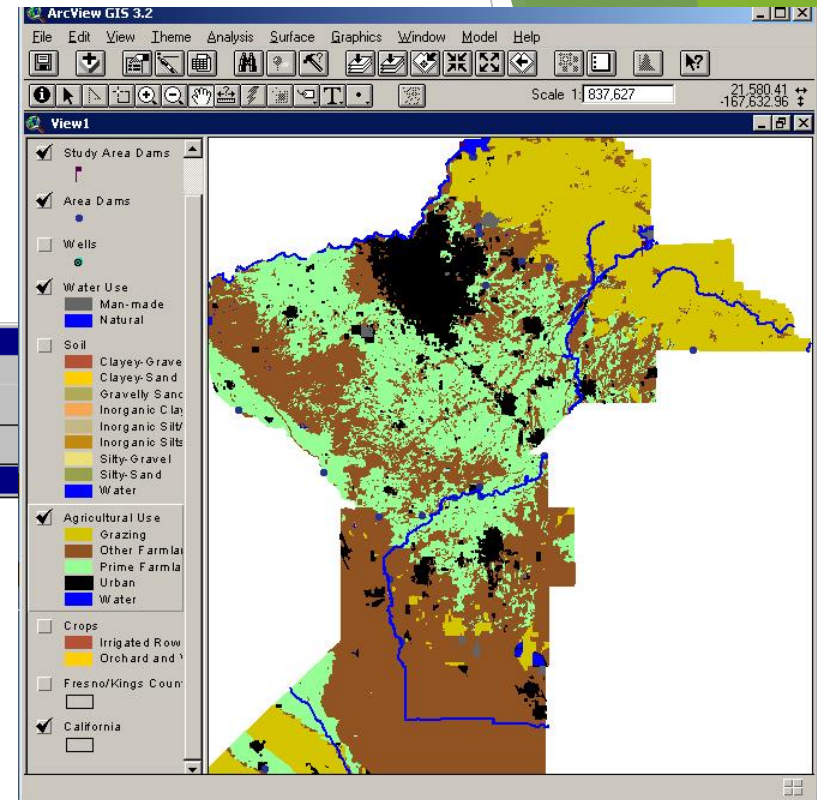 ArcView GIS 3.2
File Edit View Theme Analysis Surface Graphics Window Model Help
Scale 1: 837,627
21,580.41
-167,632.96
View1
Study Area Dams
Area Dams
Wells
Water Use
Man-made
Natural
Soil
Clayey-Grave
Clayey-Sand
Gravelly Sand
Inorganic Clay
Inorganic Silt/
Inorganic Silts
Silty-Gravel
Silty-Sand
Water
Agricultural Use
Grazing
Other Farmlan
Prime Farmla
Urban
Water
Crops
Irrigated Row
Orchard and V
Fresno/Kings Coun
California